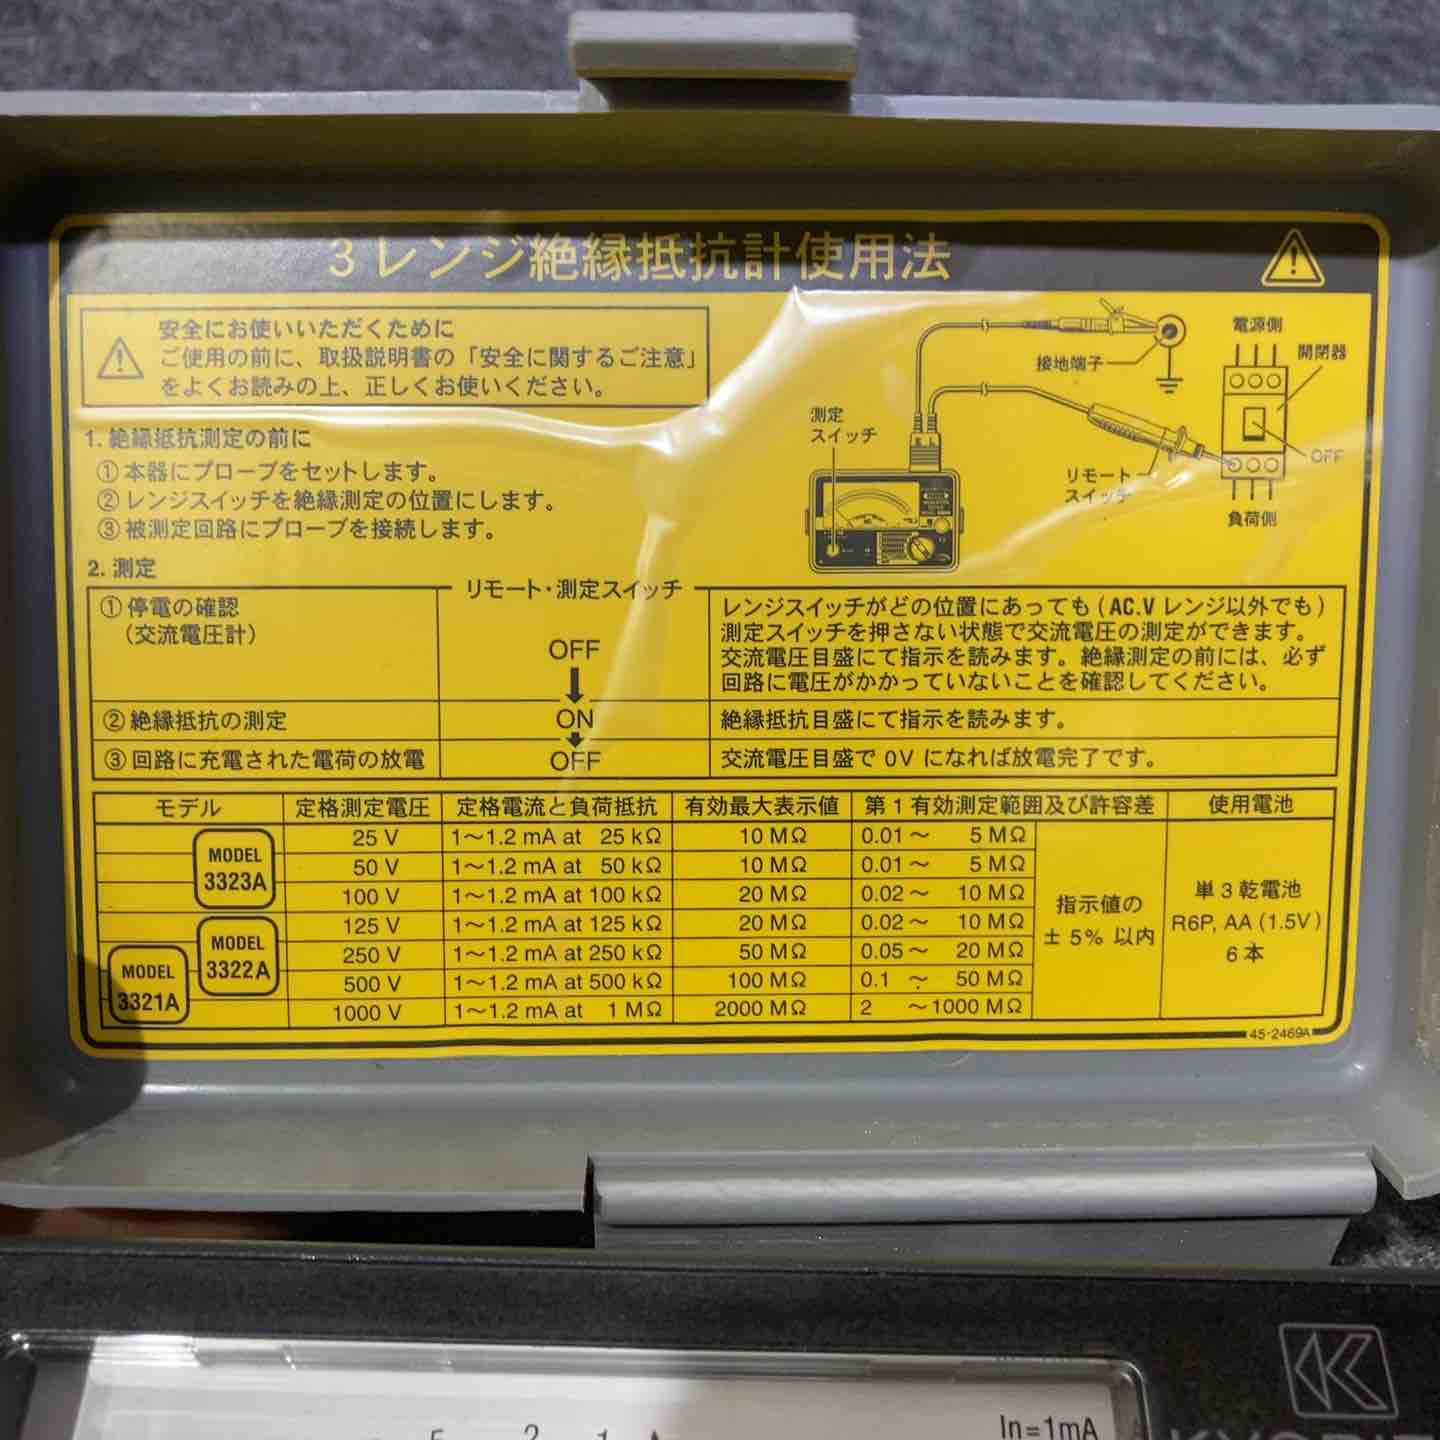 3レンジ絶縁抵抗計使用法
安全にお使いいただくために
ご使用の前に、取扱説明書の「安全に関するご注意」
をよくお読みの上、正しくお使いください。
1. 絶縁抵抗測定の前に
①本器にプローブをセットします。
②レンジスイッチを絶縁測定の位置にします。
③被測定回路にプローブを接続します。
測定
スイッチ
E L
接地端子
リモート
スイッチ
電源側
開閉器
OFF
負荷側
2. 測定
リモート・測定スイッチ
①停電の確認
(交流電圧計)
OFF
レンジスイッチがどの位置にあっても(AC.Vレンジ以外でも)
測定スイッチを押さない状態で交流電圧の測定ができます。
交流電圧目盛にて指示を読みます。絶縁測定の前には、必ず
回路に電圧がかかっていないことを確認してください。
②絶縁抵抗の測定 ON 絶縁抵抗目盛にて指示を読みます。
③回路に充電された電荷の放電 OFF 交流電圧目盛で 0V になれば放電完了です。
モデル 定格測定電圧 定格電流と負荷抵抗 有効最大表示値 第1有効測定範囲及び許容差 使用電池
25 V 1〜1.2 mA at 25 kΩ 10 MΩ 0.01〜 5 MΩ
50 V 1〜1.2 mA at 50 kΩ 10 MΩ 0.01〜 5 MΩ
100 V 1〜1.2 mA at 100 kΩ 20 MΩ 0.02〜 10 MΩ
125 V 1〜1.2 mA at 125 kΩ 20 MΩ 0.02〜 10 MΩ
250 V 1〜1.2 mA at 250 kΩ 50 MΩ 0.05〜 20 MΩ
500 V 1〜1.2 mA at 500 kΩ 100 MΩ 0.1 〜 50 MΩ
1000 V 1〜1.2 mA at 1 MΩ 2000 MΩ 2 〜1000 MΩ
MODEL
3323A
MODEL
3322A
MODEL
3321A
指示値の
± 5% 以内
単3乾電池
R6P, AA (1.5V)
6本
45-2469A
5 2 1
In=1mA